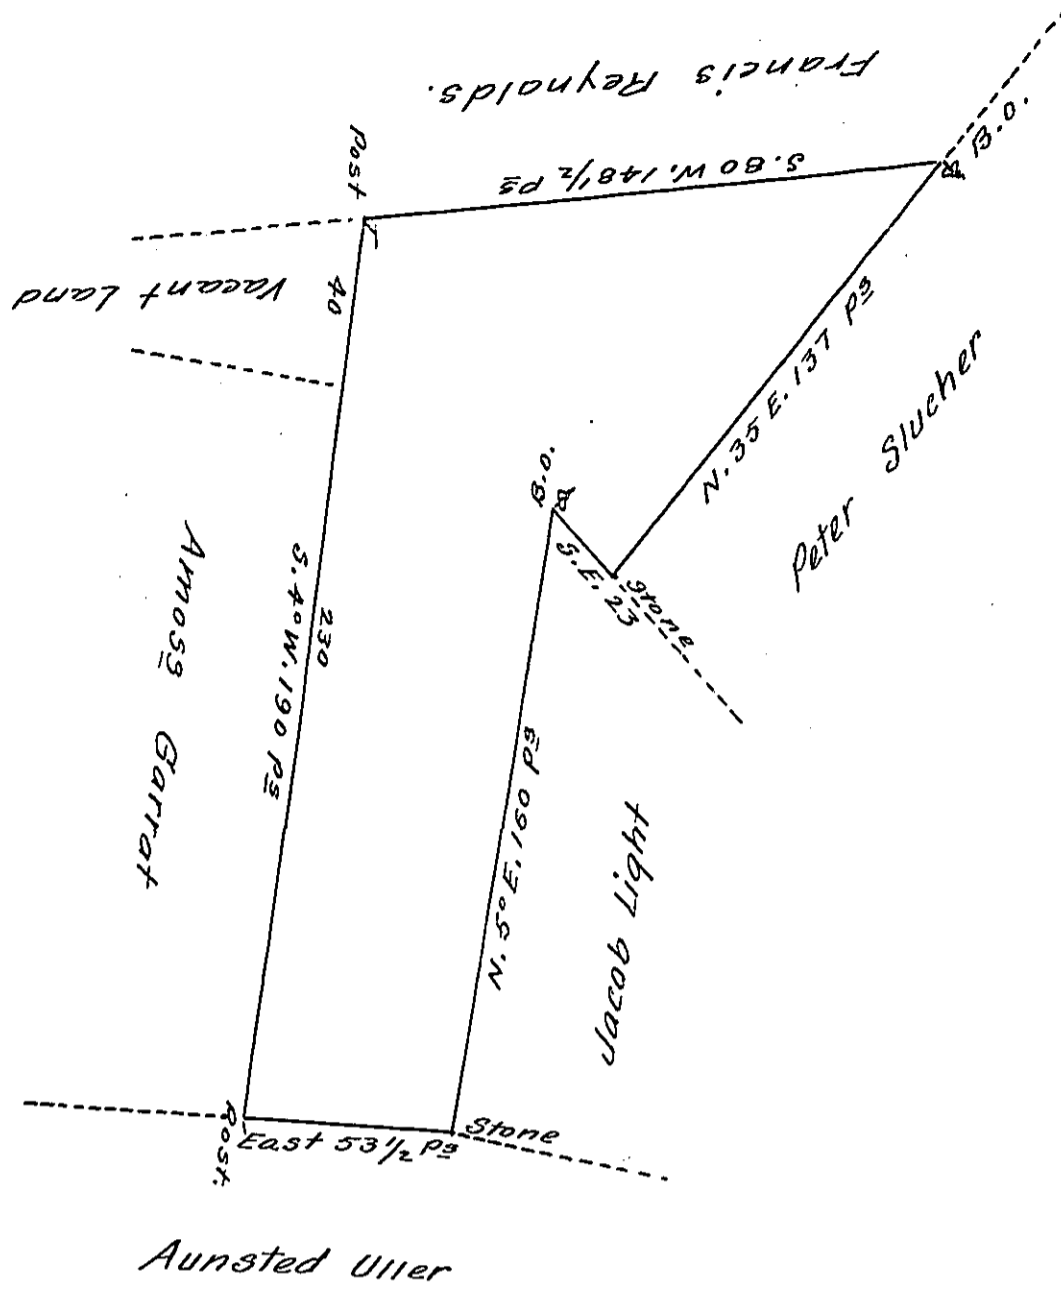 Francis Reynalds.
B.O.
Post
S. 80 W. 148 1/2 Ps
Vacant Land
40
N. 35 E. 137 Ps
Peter Slucher
B.O.
S.E. 23
Stone
Amoss Garrat
230
S. 4° W. 190 Ps
N. 5° E. 160 Ps
Jacob Light
Post.
East 53 1/2 Ps
Stone
Aunsted Uller